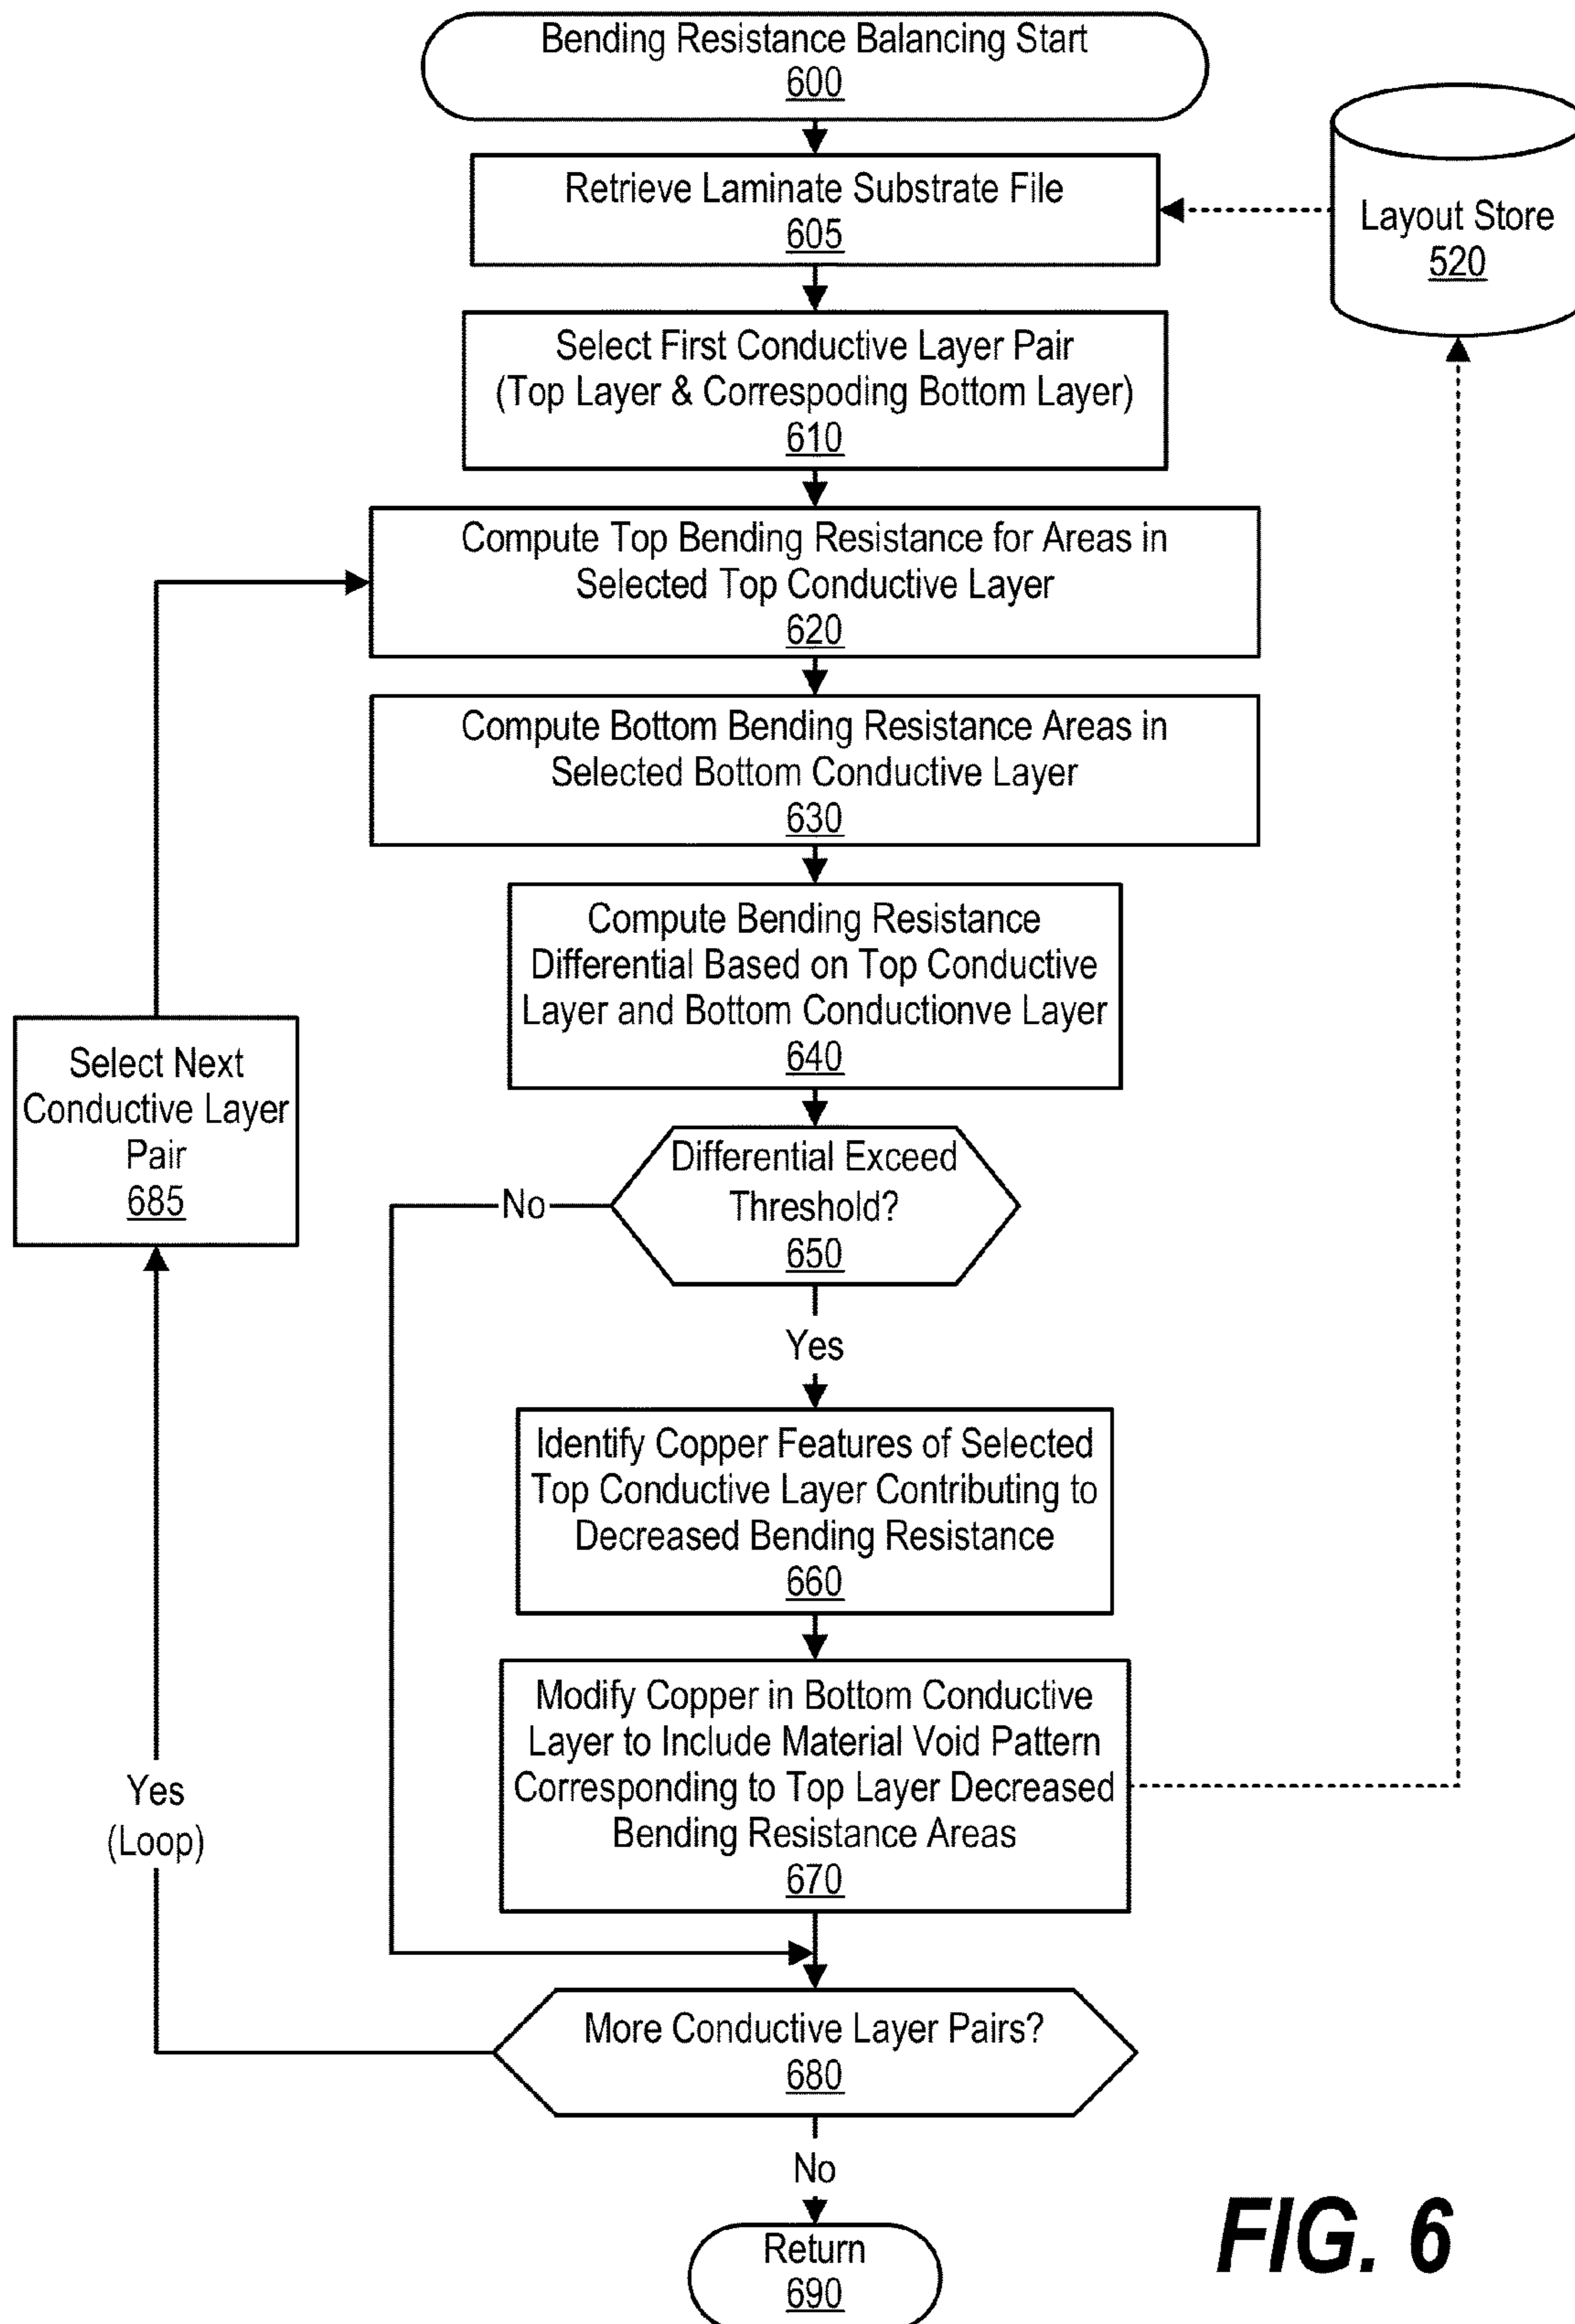 Bending Resistance Balancing Start
600
Retrieve Laminate Substrate File
605
Layout Store
520
Select First Conductive Layer Pair
(Top Layer & Correspoding Bottom Layer)
610
Compute Top Bending Resistance for Areas in
Selected Top Conductive Layer
620
Compute Bottom Bending Resistance Areas in
Selected Bottom Conductive Layer
630
Compute Bending Resistance
Differential Based on Top Conductive
Layer and Bottom Conductionve Layer
640
Select Next
Conductive Layer
Pair
685
Differential Exceed
Threshold?
650
No
Yes
Identify Copper Features of Selected
Top Conductive Layer Contributing to
Decreased Bending Resistance
660
Modify Copper in Bottom Conductive
Layer to Include Material Void Pattern
Corresponding to Top Layer Decreased
Bending Resistance Areas
670
Yes
(Loop)
More Conductive Layer Pairs?
680
No
Return
690
FIG. 6